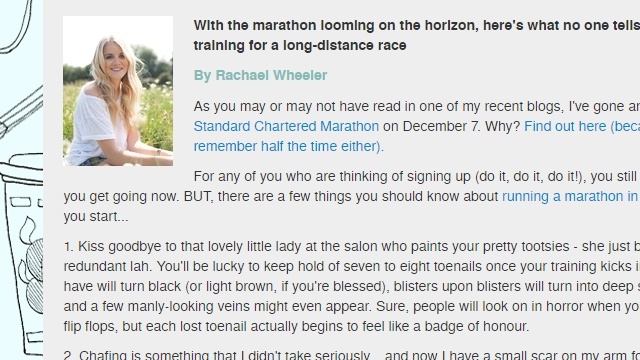 With the marathon looming on the horizon, here's what no one tells
training for a long-distance race
By Rachael Wheeler
As you may or may not have read in one of my recent blogs, I've gone
Standard Chartered Marathon on December 7. Why? Find out here
remember half the time either).
For any of you who are thinking of signing up (do it, do it, do it!), you still
you get going now. BUT, there are a few things you should know about running a marathon in
you start...
1. Kiss goodbye to that lovely little lady at the salon who paints your pretty tootsies - she just
redundant lah. You'll be lucky to keep hold of seven to eight toenails once your training kicks
have will turn black (or light brown, if you're blessed), blisters upon blisters will turn into deep
and a few manly-looking veins might even appear. Sure, people will look on in horror when
flip flops, but each lost toenail actually begins to feel like a badge of honour.
2. Chafing is something that I didn't take seriously... and now I have a small scar on my arm